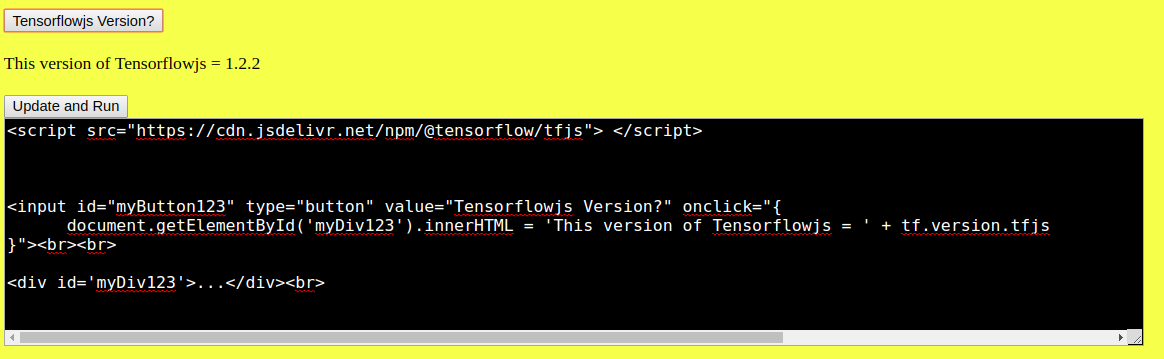 Tensorflowjs Version?
This version of Tensorflowjs = 1.2.2
Update and Run
<script src="https://cdn.jsdelivr.net/npm/@tensorflow/tfjs"> </script>
<input id="myButton123" type="button" value="Tensorflowjs Version?" onclick="{
document.getElementById('myDiv123').innerHTML = 'This version of Tensorflowjs = ' + tf.version.tfjs
}"><br><br>
<div id='myDiv123'>...</div><br>